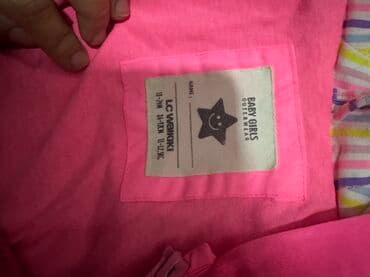 BABY GIRLS
OUTERWEAR
NAME :
LC WAIKIKI